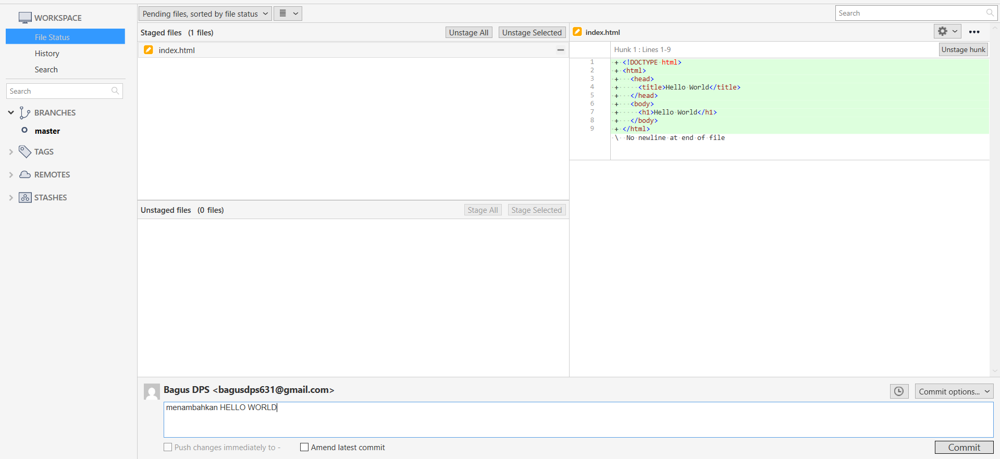 WORKSPACE
File Status
History
Search
Search
BRANCHES
master
TAGS
REMOTES
STASHES
Pending files, sorted by file status
Search
Staged files (1 files)
Unstage All
Unstage Selected
index.html
Unstaged files (0 files)
Stage All
Stage Selected
index.html
Hunk 1 : Lines 1-9
Unstage hunk
1 + <!DOCTYPE html>
2 + <html>
3 +   <head>
4 +     <title>Hello World</title>
5 +   </head>
6 +   <body>
7 +     <h1>Hello World</h1>
8 +   </body>
9 + </html>
\ No newline at end of file
Bagus DPS <bagusdps631@gmail.com>
Commit options...
menambahkan HELLO WORLD
Push changes immediately to -
Amend latest commit
Commit